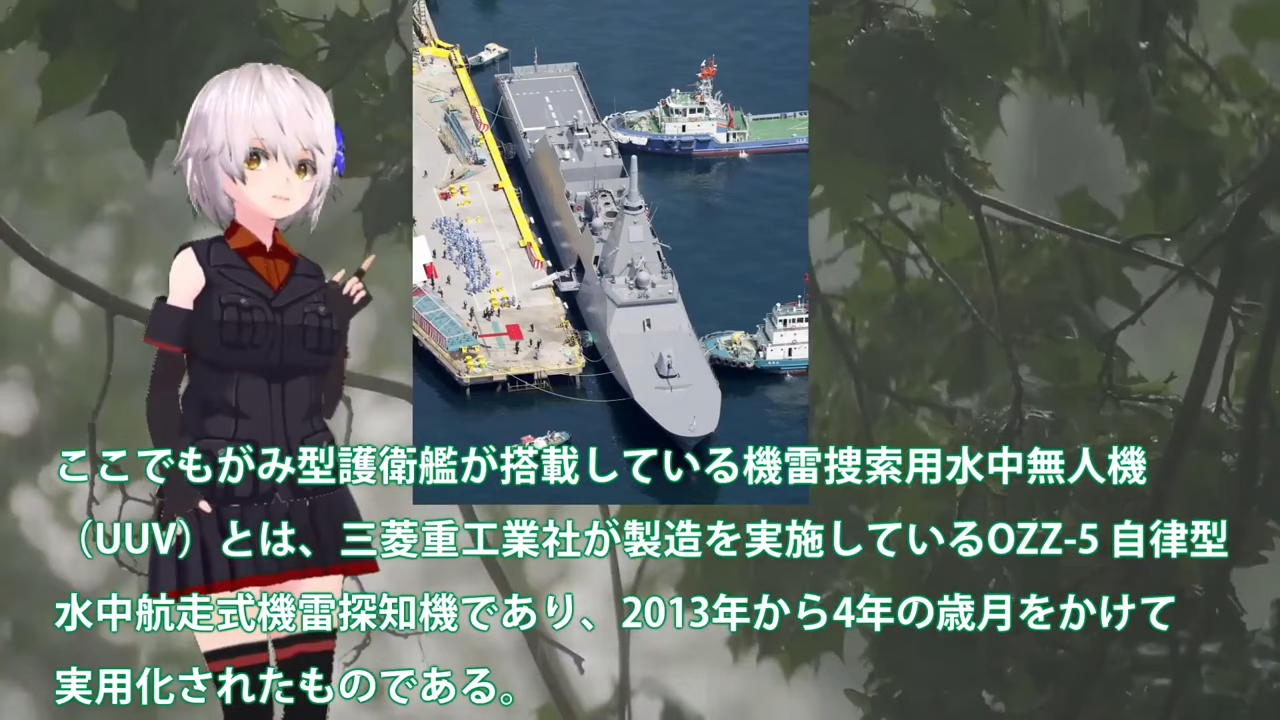 ここでもがみ型護衛艦が搭載している機雷捜索用水中無人機
（UUV）とは、三菱重工業社が製造を実施しているOZZ-5 自律型
水中航走式機雷探知機であり、2013年から4年の歳月をかけて
実用化されたものである。